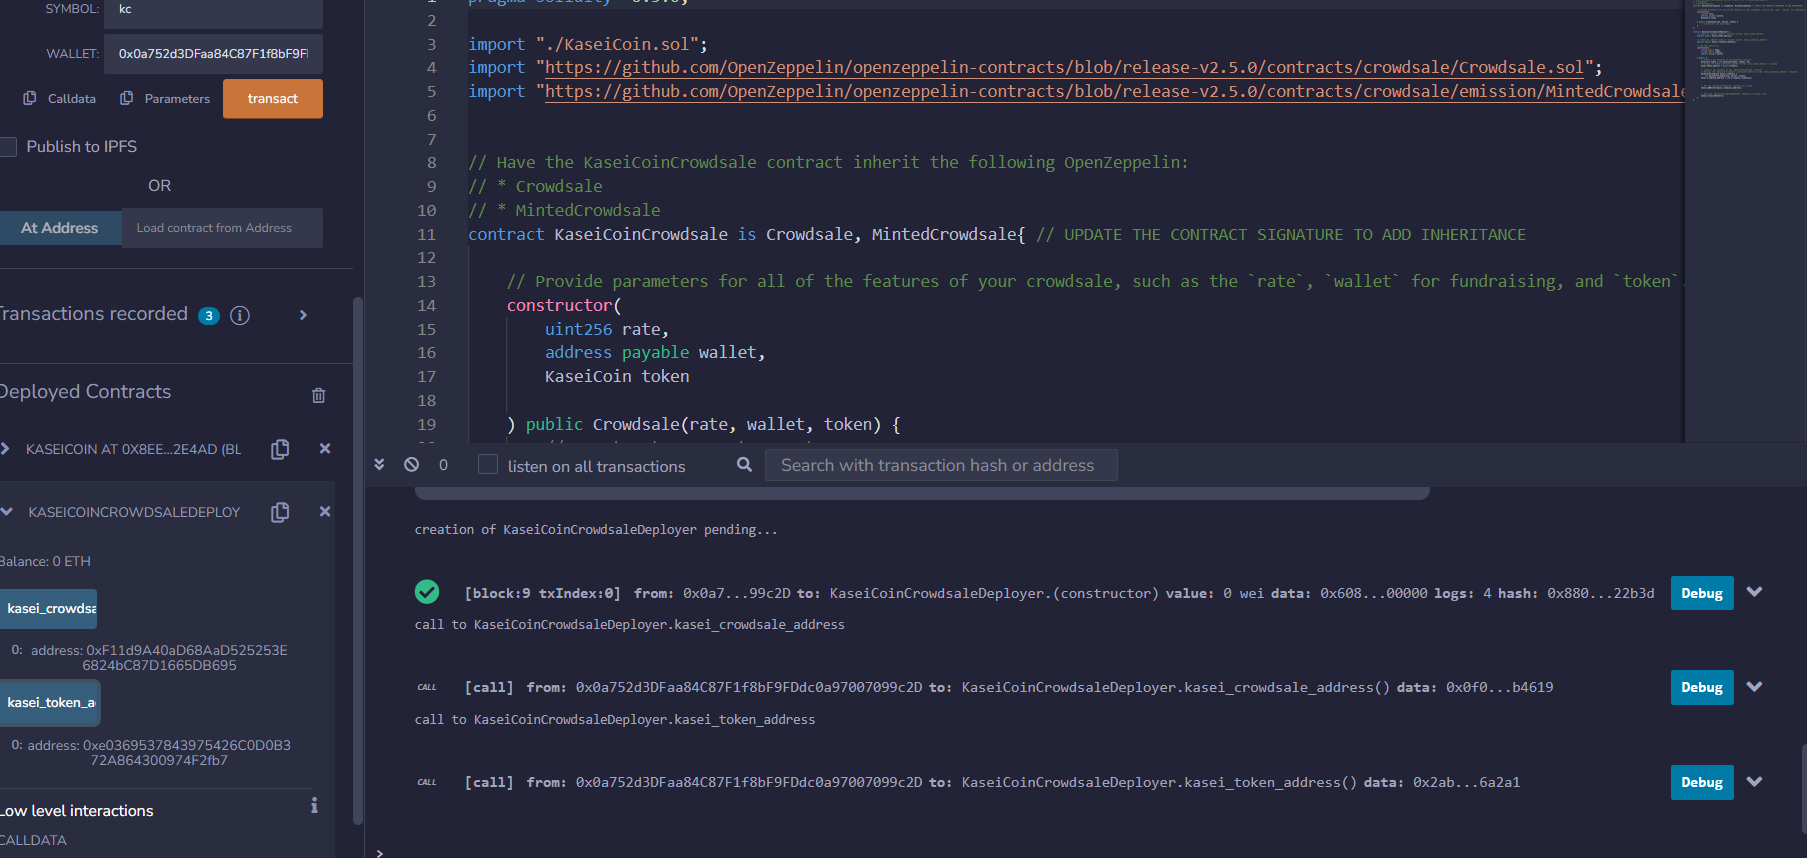 SYMBOL: kc
WALLET: 0x0a752d3DFaa84C87F1f8bF9F
Calldata Parameters transact
Publish to IPFS
OR
At Address Load contract from Address
Transactions recorded 3
Deployed Contracts
KASEICOIN AT 0X8EE...2E4AD (BL
KASEICOINCROWDSALEDEPLOY
Balance: 0 ETH
kasei_crowdsa
0: address: 0xF11d9A40aD68AaD525253E
6824bC87D1665DB695
kasei_token_a
0: address: 0xe0369537843975426C0D0B3
72A864300974F2fb7
Low level interactions
CALLDATA
2
3 import "./KaseiCoin.sol";
4 import "https://github.com/OpenZeppelin/openzeppelin-contracts/blob/release-v2.5.0/contracts/crowdsale/Crowdsale.sol";
5 import "https://github.com/OpenZeppelin/openzeppelin-contracts/blob/release-v2.5.0/contracts/crowdsale/emission/MintedCrowdsale
6
7
8 // Have the KaseiCoinCrowdsale contract inherit the following OpenZeppelin:
9 // * Crowdsale
10 // * MintedCrowdsale
11 contract KaseiCoinCrowdsale is Crowdsale, MintedCrowdsale{ // UPDATE THE CONTRACT SIGNATURE TO ADD INHERITANCE
12
13 // Provide parameters for all of the features of your crowdsale, such as the `rate`, `wallet` for fundraising, and `token`.
14 constructor(
15 uint256 rate,
16 address payable wallet,
17 KaseiCoin token
18
19 ) public Crowdsale(rate, wallet, token) {
0 listen on all transactions Search with transaction hash or address
creation of KaseiCoinCrowdsaleDeployer pending...
[block:9 txIndex:0] from: 0x0a7...99c2D to: KaseiCoinCrowdsaleDeployer.(constructor) value: 0 wei data: 0x608...00000 logs: 4 hash: 0x880...22b3d Debug
call to KaseiCoinCrowdsaleDeployer.kasei_crowdsale_address
CALL [call] from: 0x0a752d3DFaa84C87F1f8bF9FDdc0a97007099c2D to: KaseiCoinCrowdsaleDeployer.kasei_crowdsale_address() data: 0x0f0...b4619 Debug
call to KaseiCoinCrowdsaleDeployer.kasei_token_address
CALL [call] from: 0x0a752d3DFaa84C87F1f8bF9FDdc0a97007099c2D to: KaseiCoinCrowdsaleDeployer.kasei_token_address() data: 0x2ab...6a2a1 Debug
>